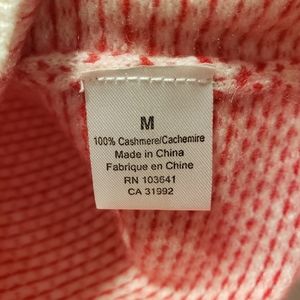 M
100% Cashmere/Cachemire
Made in China
Fabrique en Chine
RN 103641
CA 31992